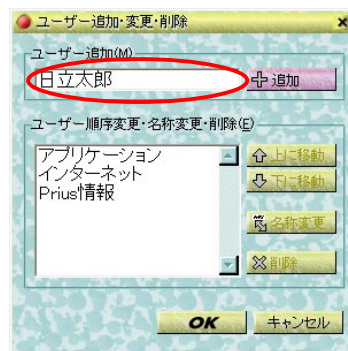 ユーザー追加・変更・削除
ユーザー追加(M)
日立太郎
追加
ユーザー順序変更・名称変更・削除(E)
アプリケーション
インターネット
Prius情報
上に移動
下に移動
名称変更
削除
OK
キャンセル